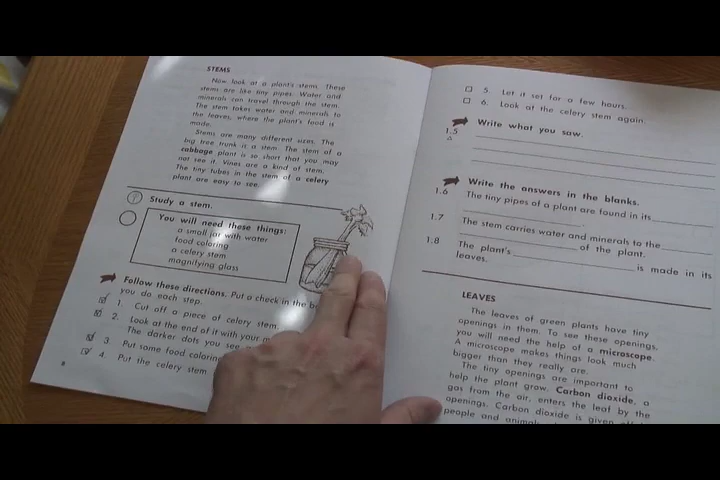 STEMS
Now look at a plant's stem. These
stems are like tiny pipes. Water and
minerals can travel through the stem.
The stem takes water and minerals to
the leaves, where the plant's food is
made.
Stems are many different sizes. The
big tree trunk is a stem. The stem of a
cabbage plant is so short that you may
not see it. Vines are a kind of stem.
The tiny tubes in the stem of a celery
plant are easy to see.
Study a stem.
You will need these things:
a small jar with water
food coloring
a celery stem
magnifying glass
Follow these directions. Put a check in the
you do each step.
1. Cut off a piece of celery stem.
2. Look at the end of it with your
The darker dots you see
3. Put some food coloring
4. Put the celery stem
8
5. Let it set for a few hours.
6. Look at the celery stem again.
Write what you saw.
1.5
Write the answers in the blanks.
1.6 The tiny pipes of a plant are found in its
.
1.7 The stem carries water and minerals to the
of the plant.
1.8 The plant's is made in its
leaves.
LEAVES
The leaves of green plants have tiny
openings in them. To see these openings,
you will need the help of a microscope.
A microscope makes things look much
bigger than they really are.
The tiny openings are important to
help the plant grow. Carbon dioxide, a
gas from the air, enters the leaf by the
openings. Carbon dioxide is given off
people and